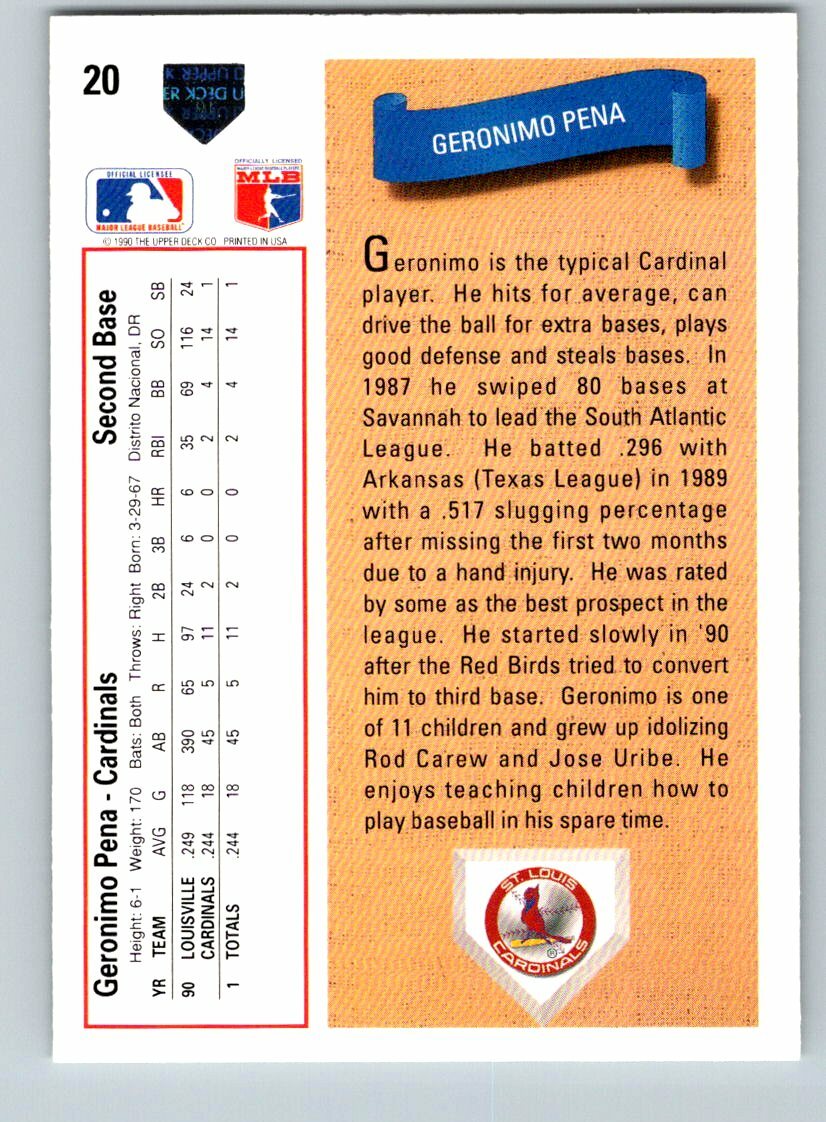 20
OFFICIAL LICENSEE
MAJOR LEAGUE BASEBALL
OFFICIALLY LICENSED
MAJOR LEAGUE BASEBALL PLAYERS
MLB
© 1990 THE UPPER DECK CO. PRINTED IN USA
Geronimo Pena - Cardinals Second Base
Height: 6-1 Weight: 170 Bats: Both Throws: Right Born: 3-29-67 Distrito Nacional, DR
YR TEAM AVG G AB R H 2B 3B HR RBI BB SO SB
90 LOUISVILLE .249 118 390 65 97 24 6 6 35 69 116 24
CARDINALS .244 18 45 5 11 2 0 0 2 4 14 1
1 TOTALS .244 18 45 5 11 2 0 0 2 4 14 1
GERONIMO PENA
Geronimo is the typical Cardinal
player. He hits for average, can
drive the ball for extra bases, plays
good defense and steals bases. In
1987 he swiped 80 bases at
Savannah to lead the South Atlantic
League. He batted .296 with
Arkansas (Texas League) in 1989
with a .517 slugging percentage
after missing the first two months
due to a hand injury. He was rated
by some as the best prospect in the
league. He started slowly in '90
after the Red Birds tried to convert
him to third base. Geronimo is one
of 11 children and grew up idolizing
Rod Carew and Jose Uribe. He
enjoys teaching children how to
play baseball in his spare time.
ST. LOUIS
CARDINALS
®